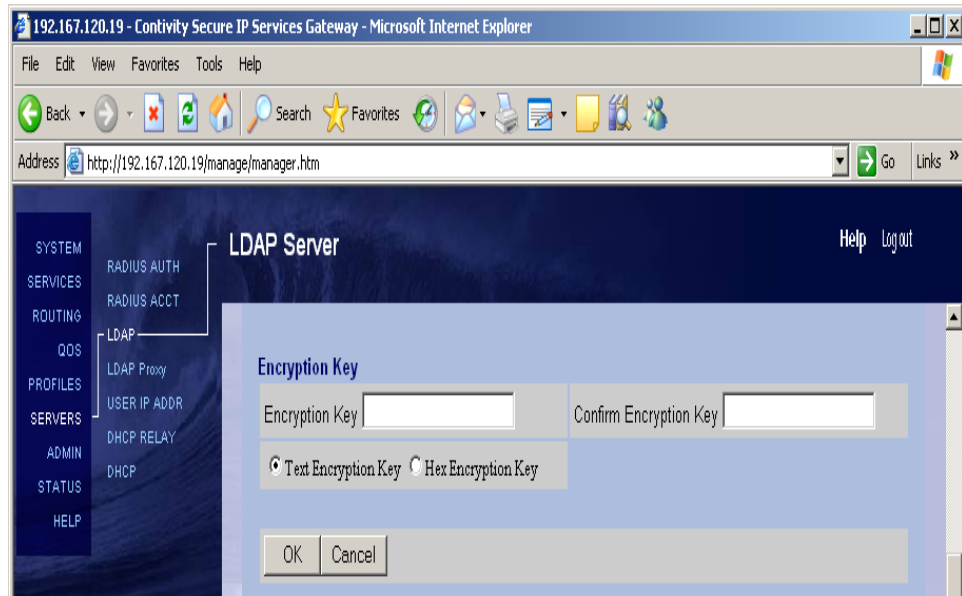 192.167.120.19 - Contivity Secure IP Services Gateway - Microsoft Internet Explorer
File Edit View Favorites Tools Help
Back Search Favorites
Address http://192.167.120.19/manage/manager.htm Go Links »
LDAP Server
Help Logout
SYSTEM
SERVICES
ROUTING
QOS
PROFILES
SERVERS
ADMIN
STATUS
HELP
RADIUS AUTH
RADIUS ACCT
LDAP
LDAP Proxy
USER IP ADDR
DHCP RELAY
DHCP
Encryption Key
Encryption Key Confirm Encryption Key
Text Encryption Key Hex Encryption Key
OK Cancel